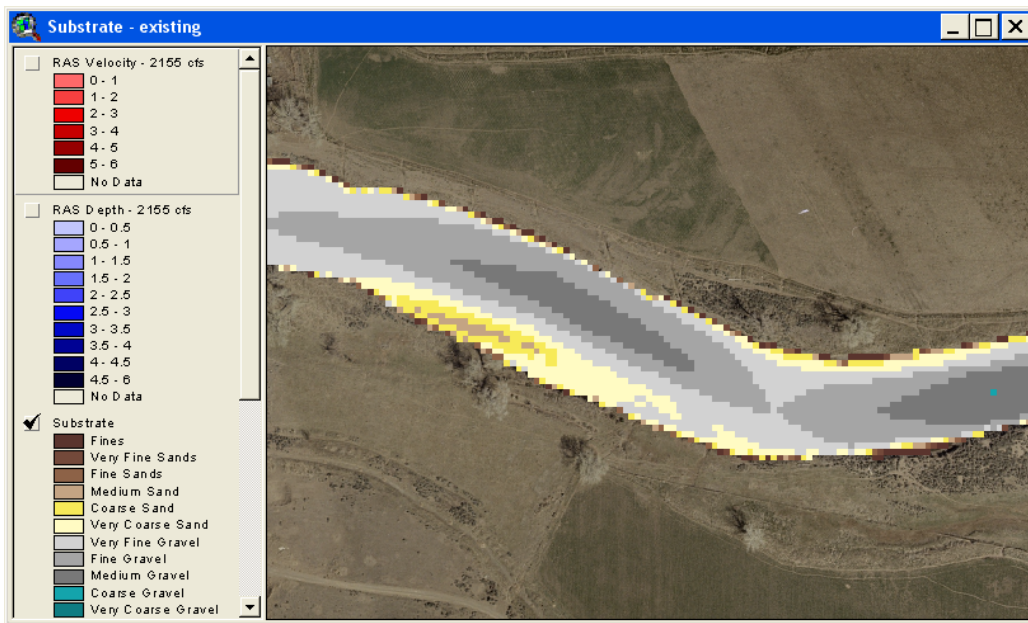 Substrate - existing
RAS Velocity - 2155 cfs
0 - 1
1 - 2
2 - 3
3 - 4
4 - 5
5 - 6
No Data
RAS Depth - 2155 cfs
0 - 0.5
0.5 - 1
1 - 1.5
1.5 - 2
2 - 2.5
2.5 - 3
3 - 3.5
3.5 - 4
4 - 4.5
4.5 - 6
No Data
Substrate
Fines
Very Fine Sands
Fine Sands
Medium Sand
Coarse Sand
Very Coarse Sand
Very Fine Gravel
Fine Gravel
Medium Gravel
Coarse Gravel
Very Coarse Gravel